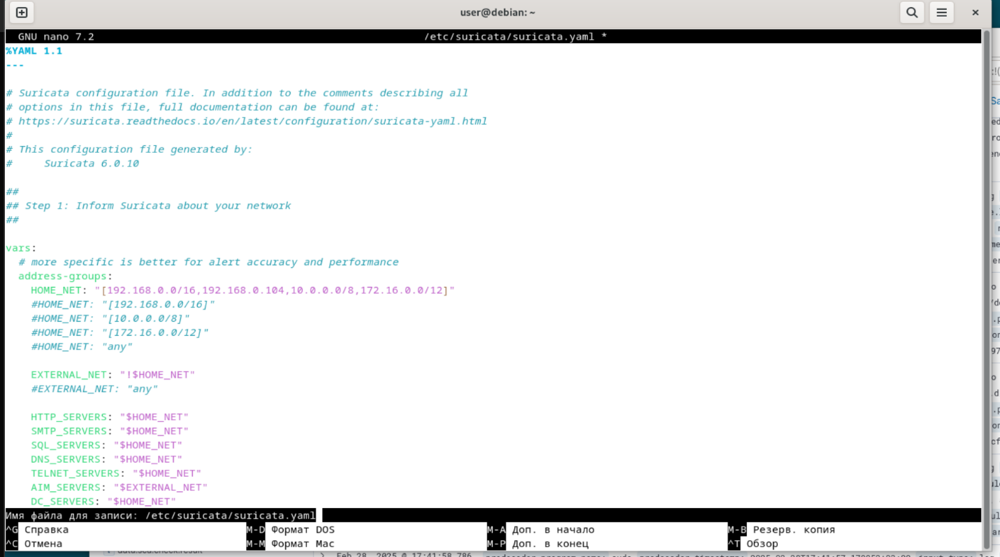 user@debian: ~
GNU nano 7.2 /etc/suricata/suricata.yaml *
%YAML 1.1
---
# Suricata configuration file. In addition to the comments describing all
# options in this file, full documentation can be found at:
# https://suricata.readthedocs.io/en/latest/configuration/suricata-yaml.html
#
# This configuration file generated by:
#     Suricata 6.0.10
##
## Step 1: Inform Suricata about your network
##
vars:
  # more specific is better for alert accuracy and performance
  address-groups:
    HOME_NET: "[192.168.0.0/16,192.168.0.104,10.0.0.0/8,172.16.0.0/12]"
    #HOME_NET: "[192.168.0.0/16]"
    #HOME_NET: "[10.0.0.0/8]"
    #HOME_NET: "[172.16.0.0/12]"
    #HOME_NET: "any"
    EXTERNAL_NET: "!$HOME_NET"
    #EXTERNAL_NET: "any"
    HTTP_SERVERS: "$HOME_NET"
    SMTP_SERVERS: "$HOME_NET"
    SQL_SERVERS: "$HOME_NET"
    DNS_SERVERS: "$HOME_NET"
    TELNET_SERVERS: "$HOME_NET"
    AIM_SERVERS: "$EXTERNAL_NET"
    DC_SERVERS: "$HOME_NET"
Имя файла для записи: /etc/suricata/suricata.yaml
^G Справка M-D Формат DOS M-A Доп. в начало M-B Резерв. копия
^C Отмена M-M Формат Mac M-P Доп. в конец ^T Обзор
Feb 28, 2025 @ 17:41:58.786